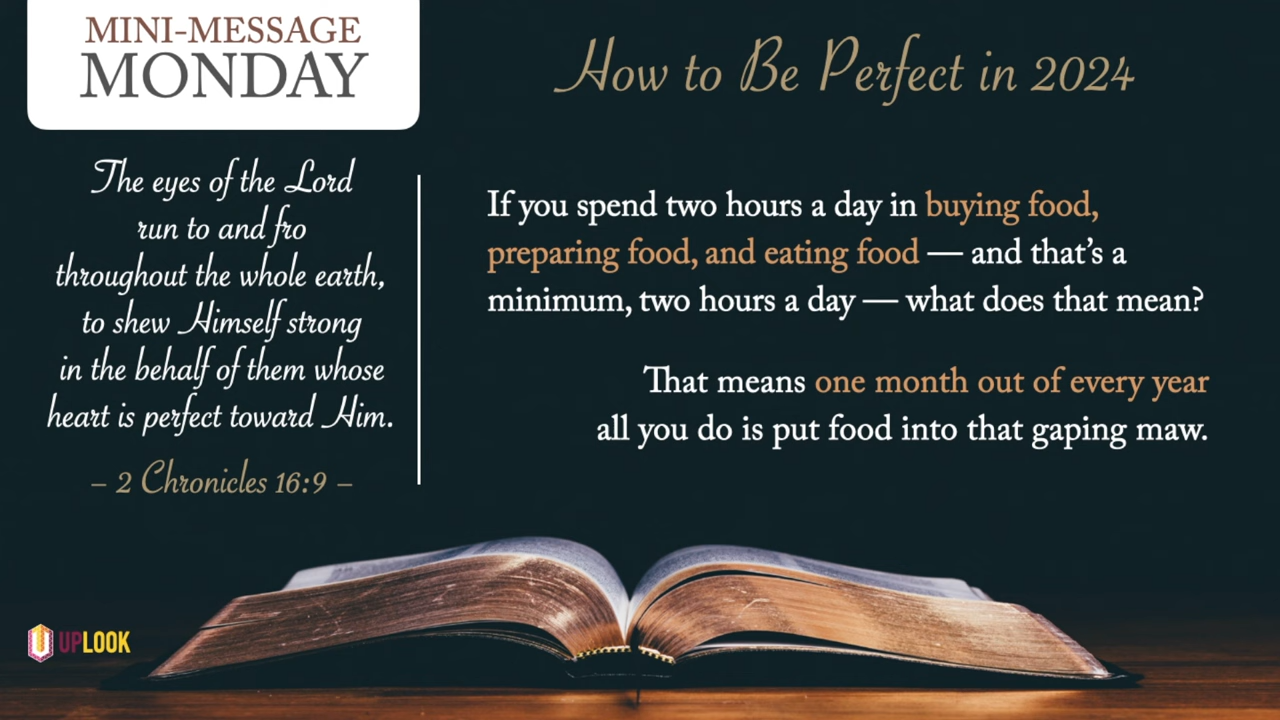 MINI-MESSAGE
MONDAY
How to Be Perfect in 2024
The eyes of the Lord
run to and fro
throughout the whole earth,
to shew Himself strong
in the behalf of them whose
heart is perfect toward Him.
– 2 Chronicles 16:9 –
If you spend two hours a day in buying food,
preparing food, and eating food — and that’s a
minimum, two hours a day — what does that mean?
That means one month out of every year
all you do is put food into that gaping maw.
UPLOOK